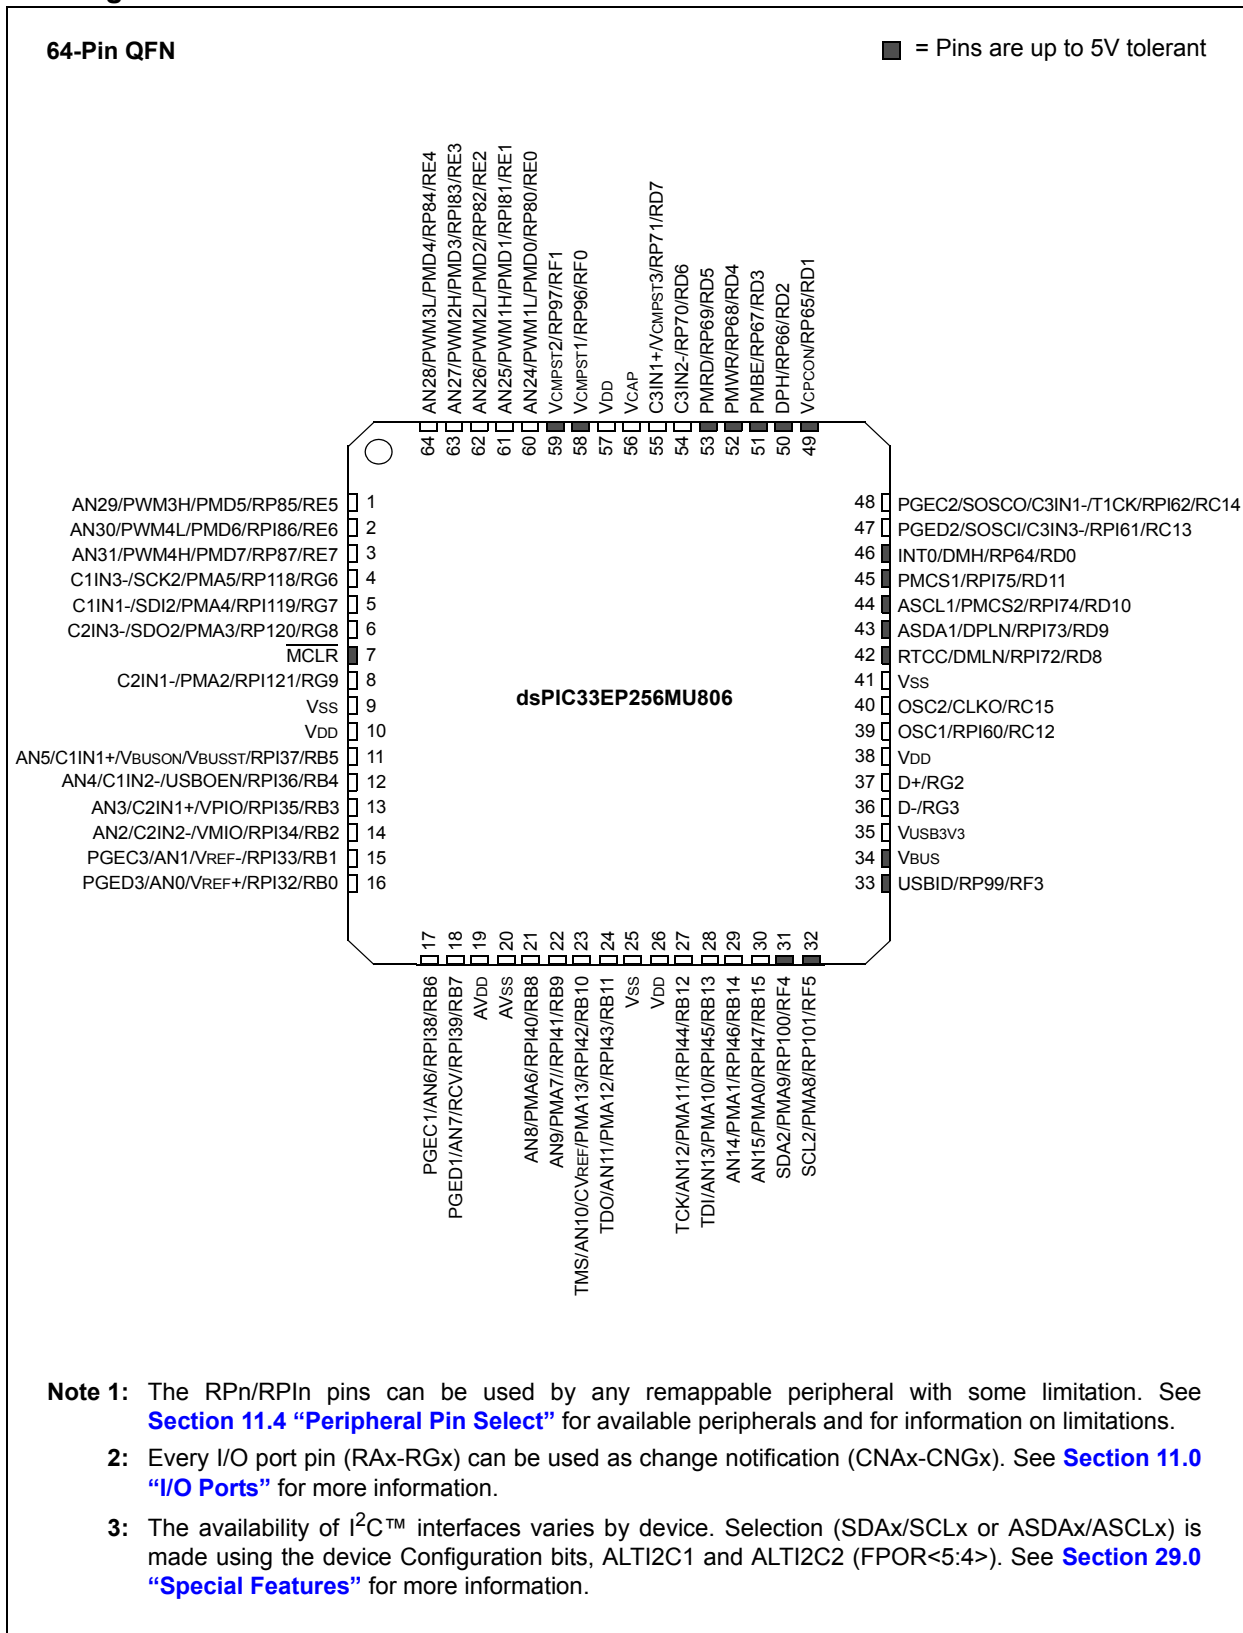 64-Pin QFN
= Pins are up to 5V tolerant
AN28/PWM3L/PMD4/RP84/RE4
AN27/PWM2H/PMD3/RPI83/RE3
AN26/PWM2L/PMD2/RP82/RE2
AN25/PWM1H/PMD1/RPI81/RE1
AN24/PWM1L/PMD0/RP80/RE0
VCMPST2/RP97/RF1
VCMPST1/RP96/RF0
VDD
VCAP
C3IN1+/VCMPST3/RP71/RD7
C3IN2-/RP70/RD6
PMRD/RP69/RD5
PMWR/RP68/RD4
PMBE/RP67/RD3
DPH/RP66/RD2
VCPCON/RP65/RD1
64 63 62 61 60 59 58 57 56 55 54 53 52 51 50 49
AN29/PWM3H/PMD5/RP85/RE5 1
AN30/PWM4L/PMD6/RPI86/RE6 2
AN31/PWM4H/PMD7/RP87/RE7 3
C1IN3-/SCK2/PMA5/RP118/RG6 4
C1IN1-/SDI2/PMA4/RPI119/RG7 5
C2IN3-/SDO2/PMA3/RP120/RG8 6
MCLR 7
C2IN1-/PMA2/RPI121/RG9 8
VSS 9
VDD 10
AN5/C1IN1+/VBUSON/VBUSST/RPI37/RB5 11
AN4/C1IN2-/USBOEN/RPI36/RB4 12
AN3/C2IN1+/VPIO/RPI35/RB3 13
AN2/C2IN2-/VMIO/RPI34/RB2 14
PGEC3/AN1/VREF-/RPI33/RB1 15
PGED3/AN0/VREF+/RPI32/RB0 16
dsPIC33EP256MU806
48 PGEC2/SOSCO/C3IN1-/T1CK/RPI62/RC14
47 PGED2/SOSCI/C3IN3-/RPI61/RC13
46 INT0/DMH/RP64/RD0
45 PMCS1/RPI75/RD11
44 ASCL1/PMCS2/RPI74/RD10
43 ASDA1/DPLN/RPI73/RD9
42 RTCC/DMLN/RPI72/RD8
41 VSS
40 OSC2/CLKO/RC15
39 OSC1/RPI60/RC12
38 VDD
37 D+/RG2
36 D-/RG3
35 VUSB3V3
34 VBUS
33 USBID/RP99/RF3
17 18 19 20 21 22 23 24 25 26 27 28 29 30 31 32
PGEC1/AN6/RPI38/RB6
PGED1/AN7/RCV/RPI39/RB7
AVDD
AVSS
AN8/PMA6/RPI40/RB8
AN9/PMA7//RPI41/RB9
TMS/AN10/CVREF/PMA13/RPI42/RB10
TDO/AN11/PMA12/RPI43/RB11
VSS
VDD
TCK/AN12/PMA11/RPI44/RB12
TDI/AN13/PMA10/RPI45/RB13
AN14/PMA1/RPI46/RB14
AN15/PMA0/RPI47/RB15
SDA2/PMA9/RP100/RF4
SCL2/PMA8/RP101/RF5
Note 1: The RPn/RPIn pins can be used by any remappable peripheral with some limitation. See
Section 11.4 “Peripheral Pin Select” for available peripherals and for information on limitations.
2: Every I/O port pin (RAx-RGx) can be used as change notification (CNAx-CNGx). See Section 11.0
“I/O Ports” for more information.
3: The availability of I2C™ interfaces varies by device. Selection (SDAx/SCLx or ASDAx/ASCLx) is
made using the device Configuration bits, ALTI2C1 and ALTI2C2 (FPOR<5:4>). See Section 29.0
“Special Features” for more information.